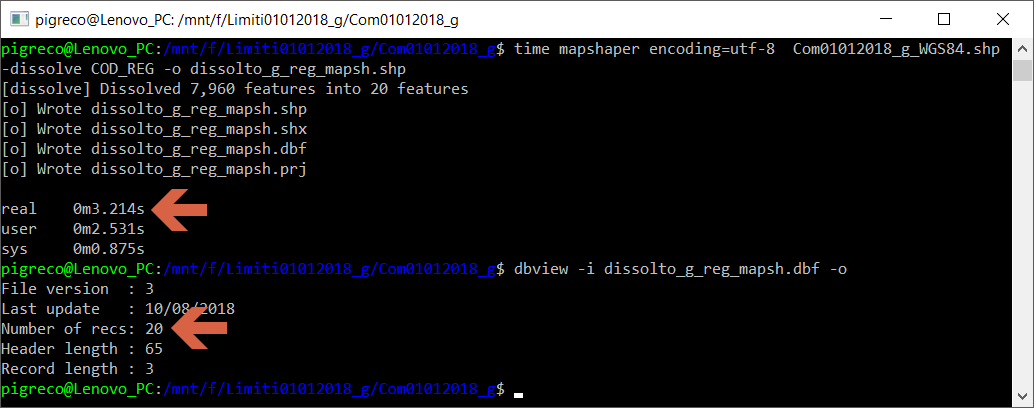 pigreco@Lenovo_PC: /mnt/f/Limiti01012018_g/Com01012018_g
pigreco@Lenovo_PC:/mnt/f/Limiti01012018_g/Com01012018_g$ time mapshaper encoding=utf-8  Com01012018_g_WGS84.shp
-dissolve COD_REG -o dissolto_g_reg_mapsh.shp
[dissolve] Dissolved 7,960 features into 20 features
[o] Wrote dissolto_g_reg_mapsh.shp
[o] Wrote dissolto_g_reg_mapsh.shx
[o] Wrote dissolto_g_reg_mapsh.dbf
[o] Wrote dissolto_g_reg_mapsh.prj
real    0m3.214s
user    0m2.531s
sys     0m0.875s
pigreco@Lenovo_PC:/mnt/f/Limiti01012018_g/Com01012018_g$ dbview -i dissolto_g_reg_mapsh.dbf -o
File version  : 3
Last update   : 10/08/2018
Number of recs: 20
Header length : 65
Record length : 3
pigreco@Lenovo_PC:/mnt/f/Limiti01012018_g/Com01012018_g$